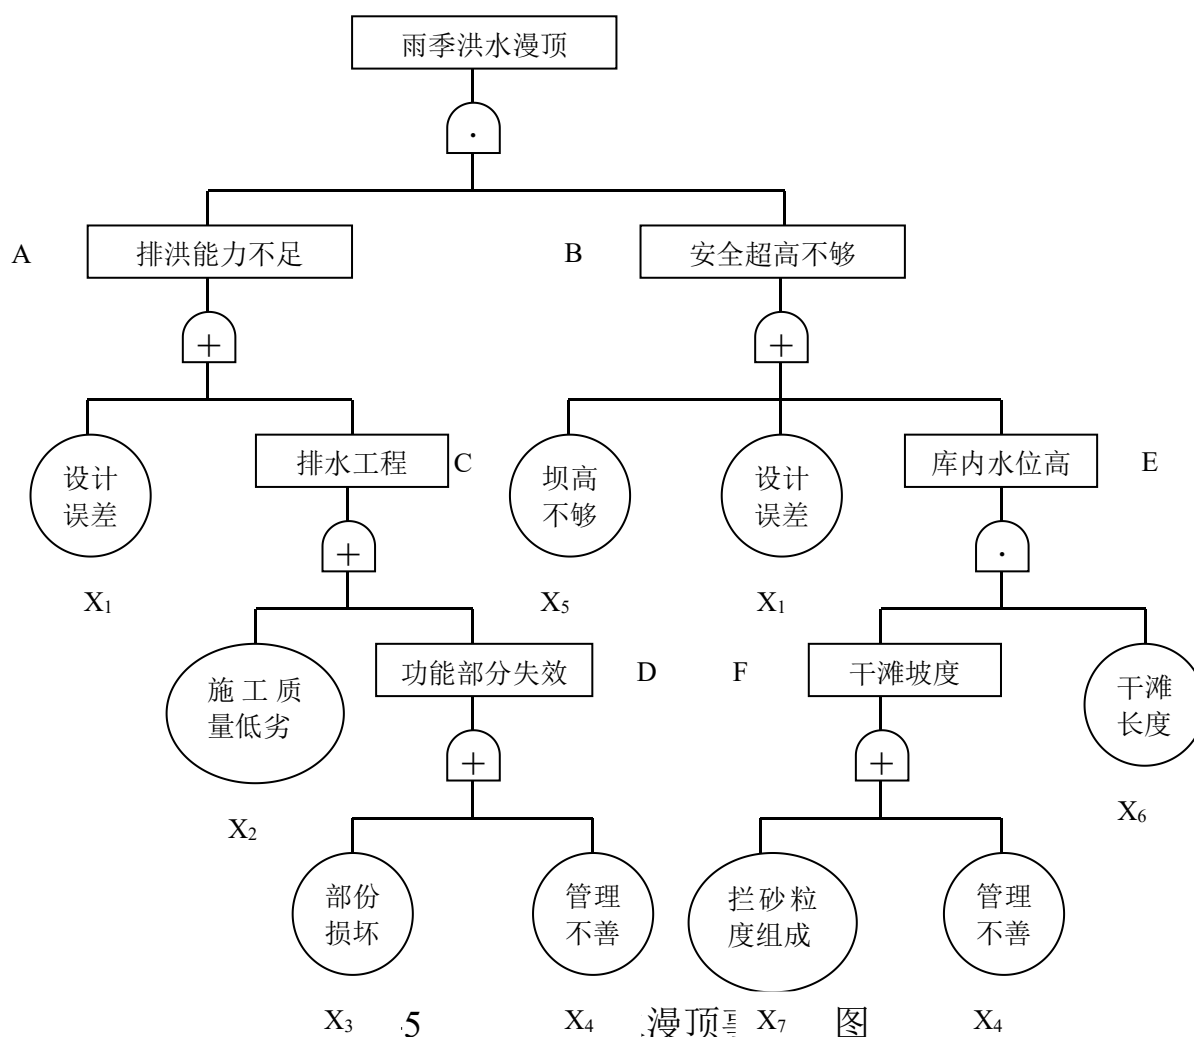 雨季洪水漫顶
·
A
排洪能力不足
B
安全超高不够
+
+
设计
误差
排水工程
C
坝高
不够
设计
误差
库内水位高
E
+
·
X₁
X₅
X₁
施工质
量低劣
功能部分失效
D
F
干滩坡度
干滩
长度
+
+
X₂
X₆
部份
损坏
管理
不善
拦砂粒
度组成
管理
不善
X₃
5
X₄
漫顶
X₇
图
X₄